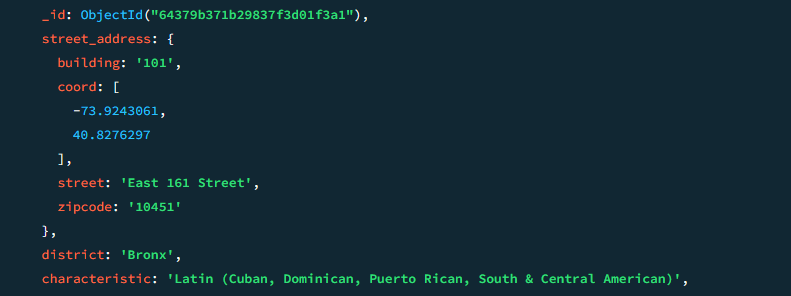 _id: ObjectId("64379b371b29837f3d01f3a1"),
street_address: {
building: '101',
coord: [
-73.9243061,
40.8276297
],
street: 'East 161 Street',
zipcode: '10451'
},
district: 'Bronx',
characteristic: 'Latin (Cuban, Dominican, Puerto Rican, South & Central American)',